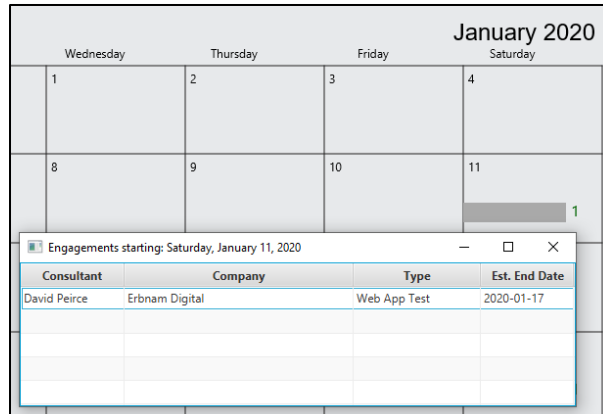 January 2020
Wednesday Thursday Friday Saturday
1 2 3 4
8 9 10 11
1
Engagements starting: Saturday, January 11, 2020
Consultant Company Type Est. End Date
David Peirce Erbnam Digital Web App Test 2020-01-17